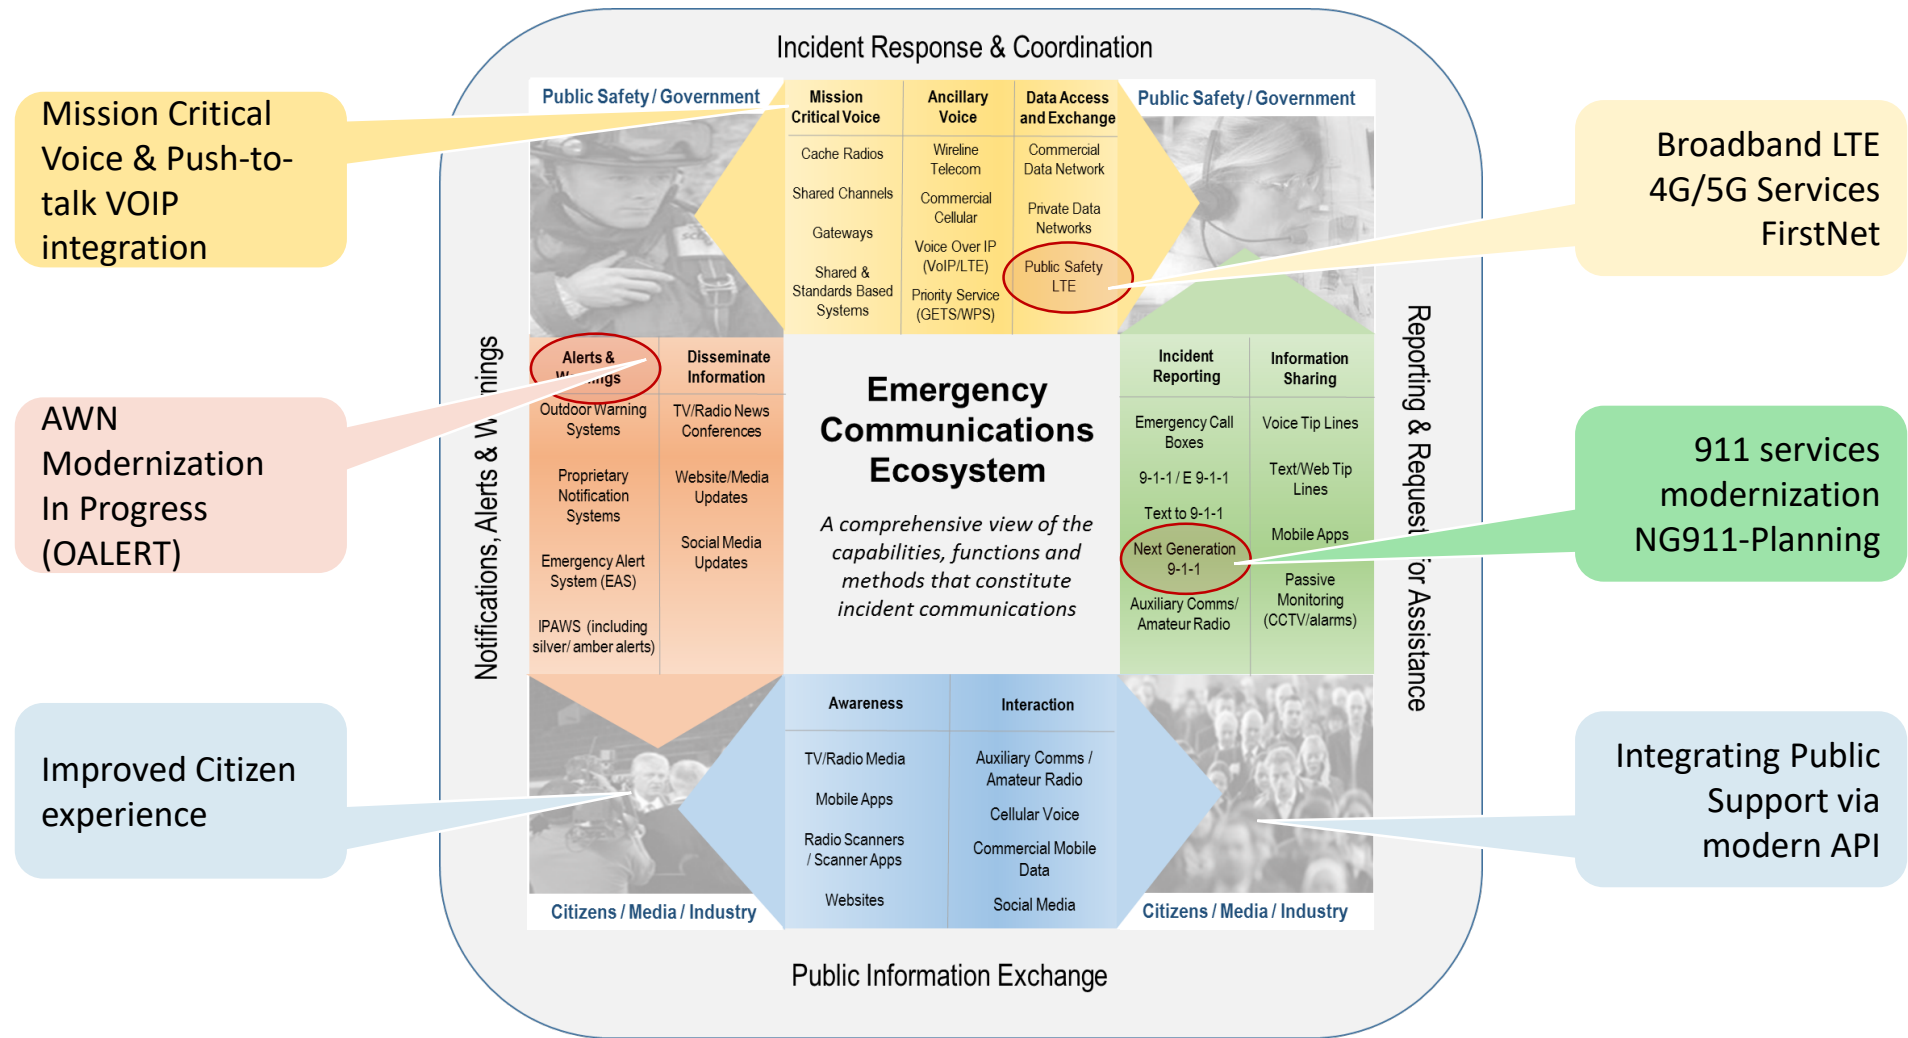 Incident Response & Coordination
Mission Critical
Voice & Push-to-
talk VOIP
integration
Public Safety / Government
Mission
Critical Voice
Cache Radios
Shared Channels
Gateways
Shared &
Standards Based
Systems
Ancillary
Voice
Wireline
Telecom
Commercial
Cellular
Voice Over IP
(VoIP/LTE)
Priority Service
(GETS/WPS)
Data Access
and Exchange
Commercial
Data Network
Private Data
Networks
Public Safety
LTE
Public Safety / Government
Broadband LTE
4G/5G Services
FirstNet
Notifications, Alerts & Warnings
AWN
Modernization
In Progress
(OALERT)
Alerts &
Warnings
Outdoor Warning
Systems
Proprietary
Notification
Systems
Emergency Alert
System (EAS)
IPAWS (including
silver/ amber alerts)
Disseminate
Information
TV/Radio News
Conferences
Website/Media
Updates
Social Media
Updates
Emergency
Communications
Ecosystem
A comprehensive view of the
capabilities, functions and
methods that constitute
incident communications
Incident
Reporting
Emergency Call
Boxes
9-1-1 / E 9-1-1
Text to 9-1-1
Next Generation
9-1-1
Auxiliary Comms/
Amateur Radio
Information
Sharing
Voice Tip Lines
Text/Web Tip
Lines
Mobile Apps
Passive
Monitoring
(CCTV/alarms)
Reporting & Request for Assistance
911 services
modernization
NG911-Planning
Improved Citizen
experience
Citizens / Media / Industry
Awareness
TV/Radio Media
Mobile Apps
Radio Scanners
/ Scanner Apps
Websites
Interaction
Auxiliary Comms /
Amateur Radio
Cellular Voice
Commercial Mobile
Data
Social Media
Citizens / Media / Industry
Integrating Public
Support via
modern API
Public Information Exchange